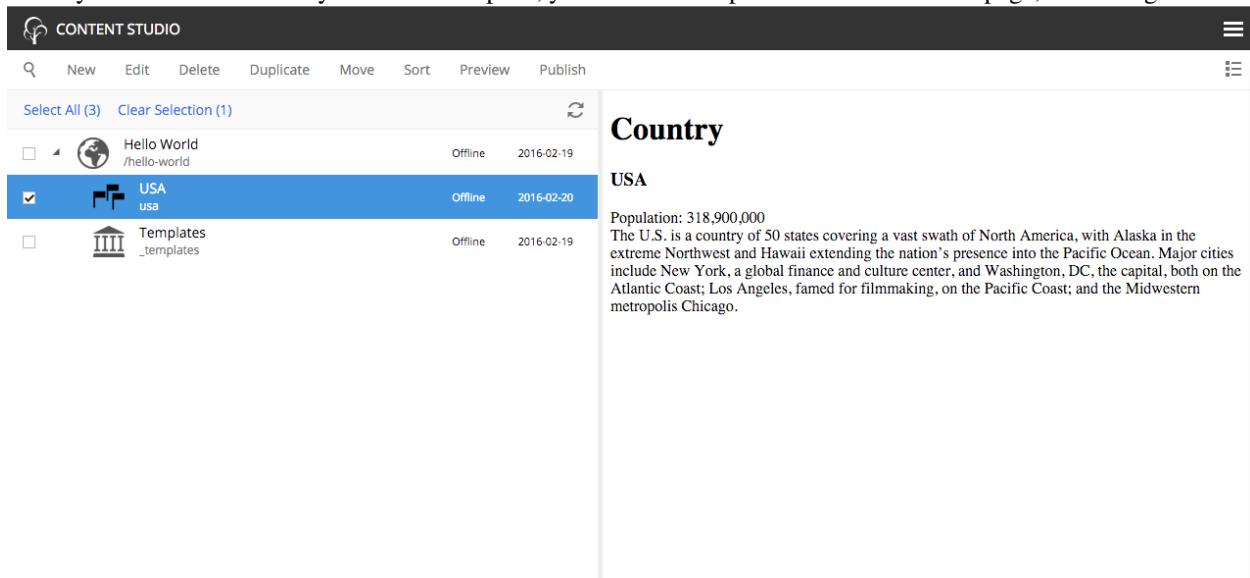 CONTENT STUDIO
New Edit Delete Duplicate Move Sort Preview Publish
Select All (3) Clear Selection (1)
Hello World Offline 2016-02-19
/hello-world
USA Offline 2016-02-20
usa
Templates Offline 2016-02-19
_templates
Country
USA
Population: 318,900,000
The U.S. is a country of 50 states covering a vast swath of North America, with Alaska in the
extreme Northwest and Hawaii extending the nation's presence into the Pacific Ocean. Major cities
include New York, a global finance and culture center, and Washington, DC, the capital, both on the
Atlantic Coast; Los Angeles, famed for filmmaking, on the Pacific Coast; and the Midwestern
metropolis Chicago.